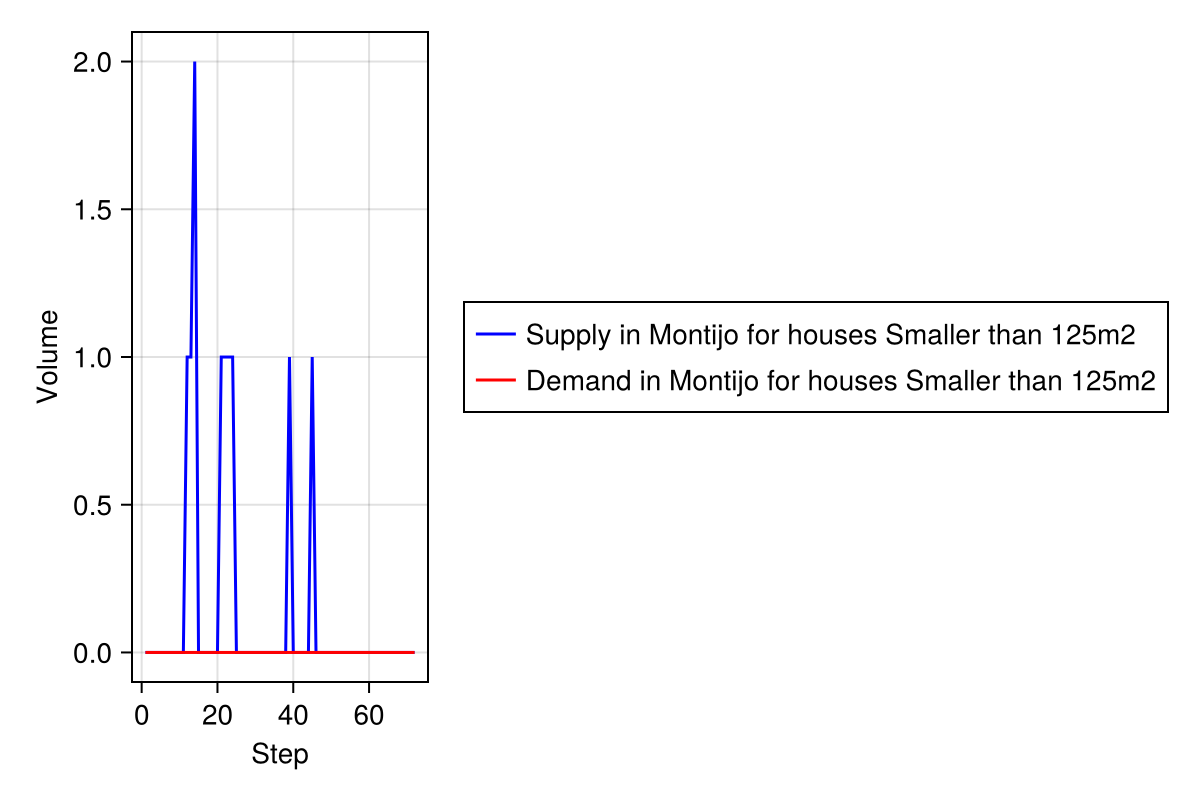 2.0
1.5
1.0
0.5
0.0
Volume
0 20 40 60
Step
Supply in Montijo for houses Smaller than 125m2
Demand in Montijo for houses Smaller than 125m2